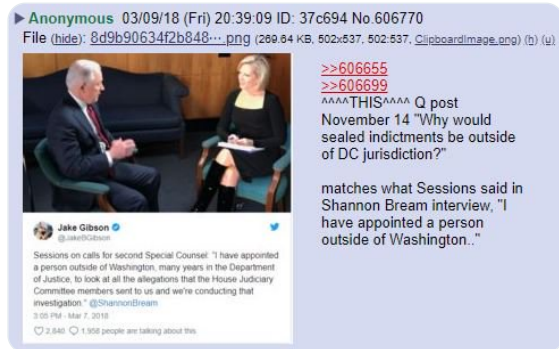 Anonymous 03/09/18 (Fri) 20:39:09 ID: 37c694 No.606770
File (hide): 8d9b90634f2b848⋯.png (269.64 KB, 502x537, 502:537, ClipboardImage.png) (h) (u)
>>606655
>>606699
^^^^THIS^^^^ Q post
November 14 "Why would
sealed indictments be outside
of DC jurisdiction?"
matches what Sessions said in
Shannon Bream interview, "I
have appointed a person
outside of Washington.."
Jake Gibson
@JakeBGibson
Sessions on calls for second Special Counsel: "I have appointed
a person outside of Washington, many years in the Department
of Justice, to look at all the allegations that the House Judiciary
Committee members sent to us and we're conducting that
investigation." @ShannonBream
3:05 PM - Mar 7, 2018
2,840 1,958 people are talking about this